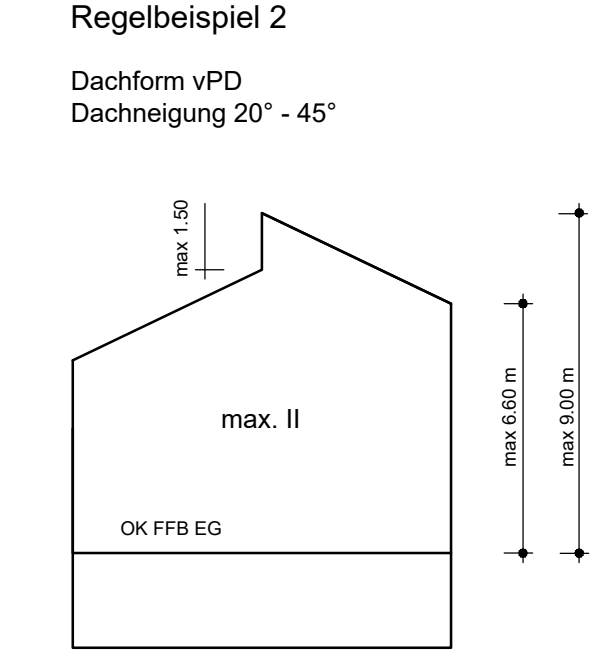 Regelbeispiel 2
Dachform vPD
Dachneigung 20° - 45°
max 1.50
max. II
OK FFB EG
max 6.60 m
max 9.00 m